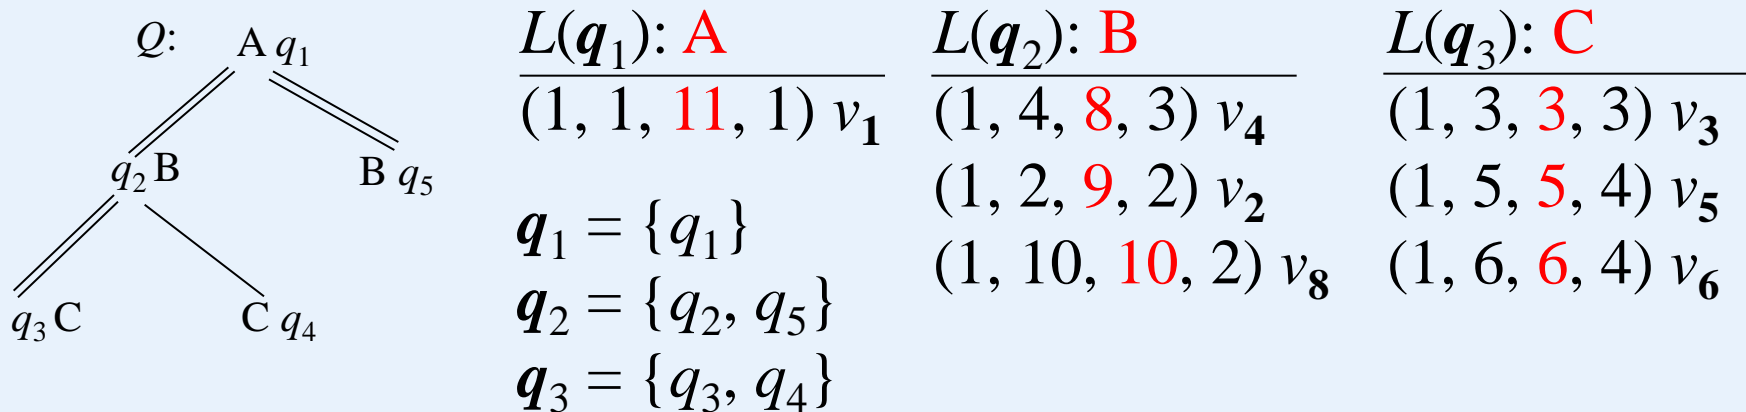 Q: A q₁
q₂ B
B q₅
q₃ C
C q₄
L(q₁): A
(1, 1, 11, 1) v₁
q₁ = {q₁}
q₂ = {q₂, q₅}
q₃ = {q₃, q₄}
L(q₂): B
(1, 4, 8, 3) v₄
(1, 2, 9, 2) v₂
(1, 10, 10, 2) v₈
L(q₃): C
(1, 3, 3, 3) v₃
(1, 5, 5, 4) v₅
(1, 6, 6, 4) v₆